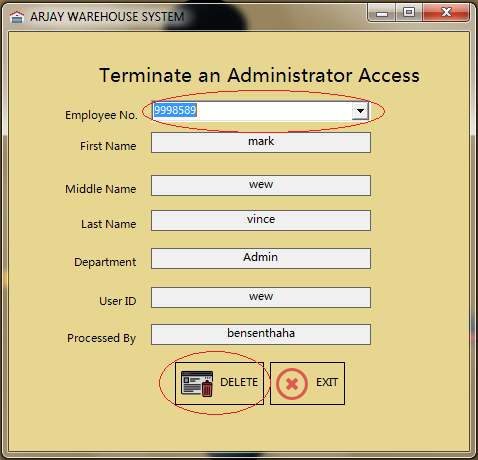 ARJAY WAREHOUSE SYSTEM
Terminate an Administrator Access
Employee No. 9998589
First Name mark
Middle Name wew
Last Name vince
Department Admin
User ID wew
Processed By bensenthaha
DELETE EXIT